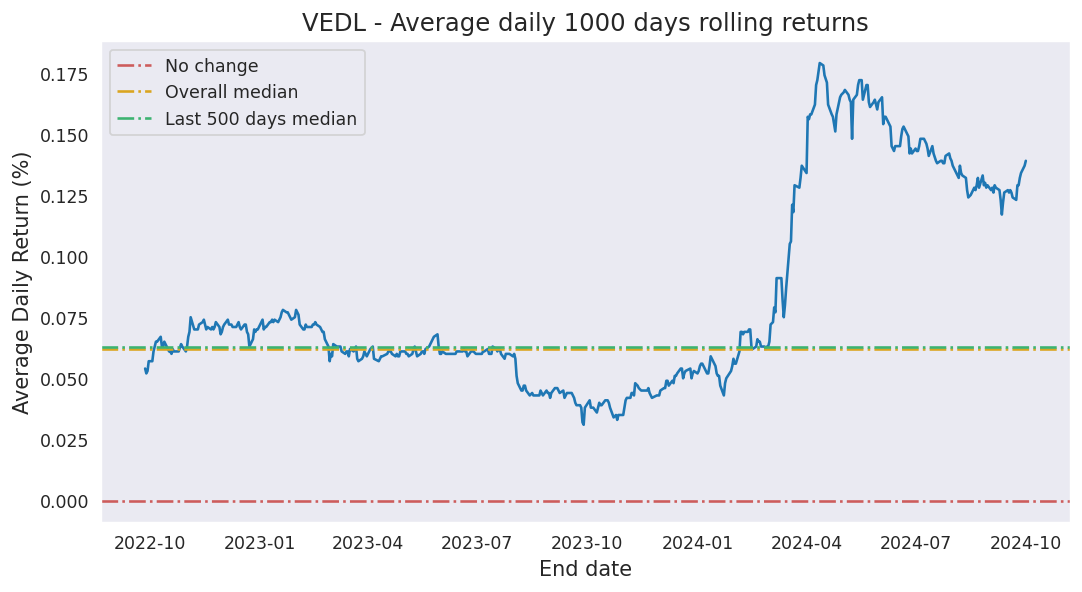 VEDL - Average daily 1000 days rolling returns
No change
Overall median
Last 500 days median
Average Daily Return (%)
0.175
0.150
0.125
0.100
0.075
0.050
0.025
0.000
2022-10 2023-01 2023-04 2023-07 2023-10 2024-01 2024-04 2024-07 2024-10
End date